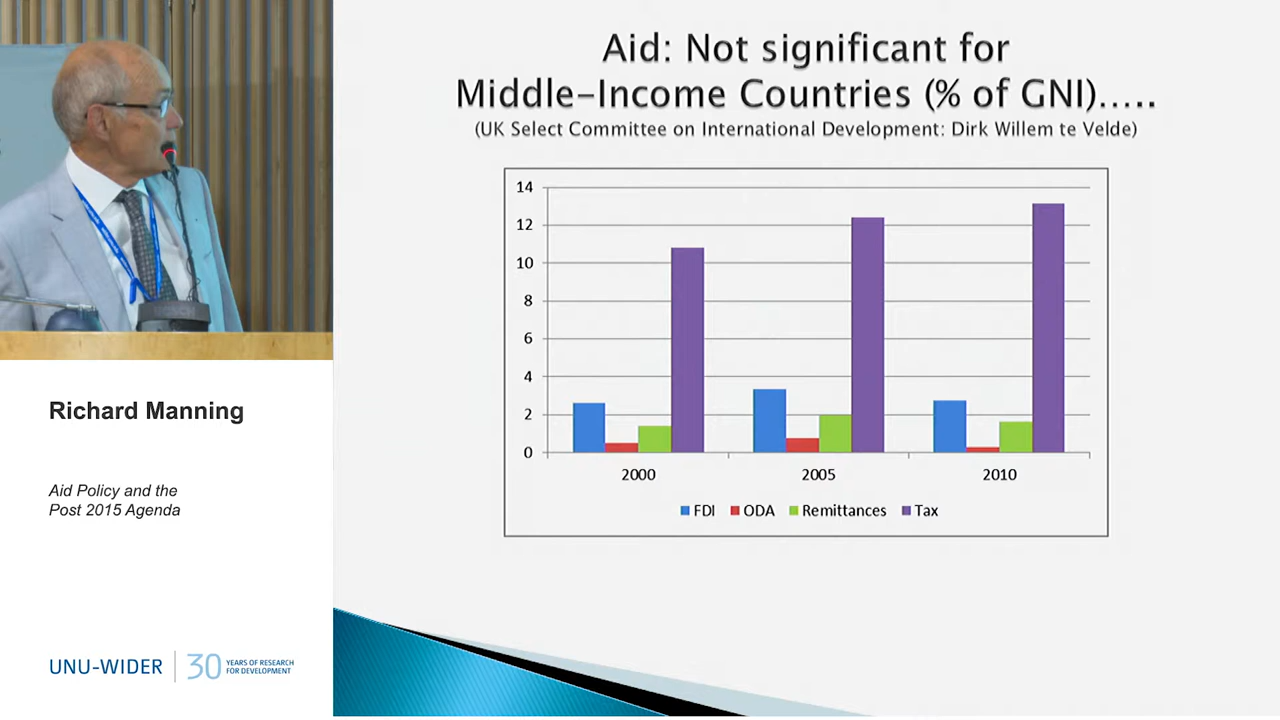 Aid: Not significant for
Middle-Income Countries (% of GNI).....
(UK Select Committee on International Development: Dirk Willem te Velde)
14
12
10
8
6
4
2
0
2000 2005 2010
FDI ODA Remittances Tax
Richard Manning
Aid Policy and the
Post 2015 Agenda
UNU-WIDER 30 YEARS OF RESEARCH
FOR DEVELOPMENT